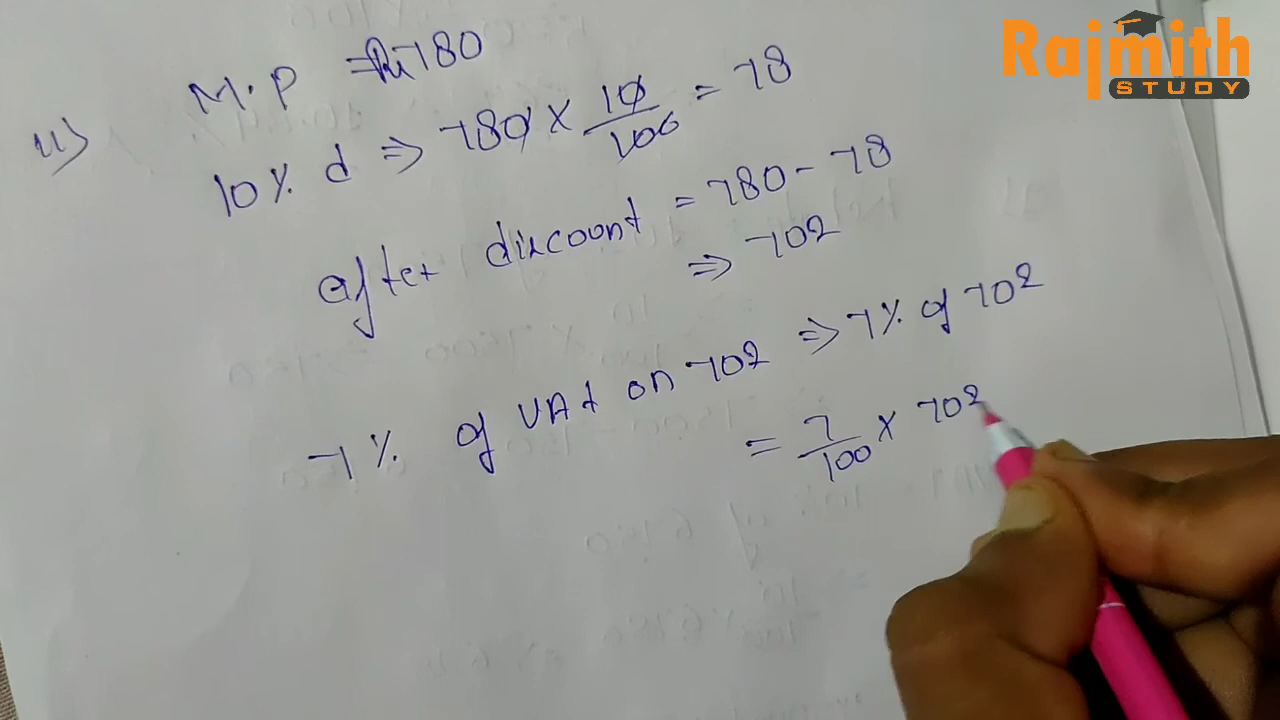 Rajmith
STUDY
M.P = Rs 780
11)
10% d ⇒ 780 × 10/100 = 78
after discount = 780 - 78
⇒ 702
7% of VAt on 702 ⇒ 7% of 702
= 7/100 × 702